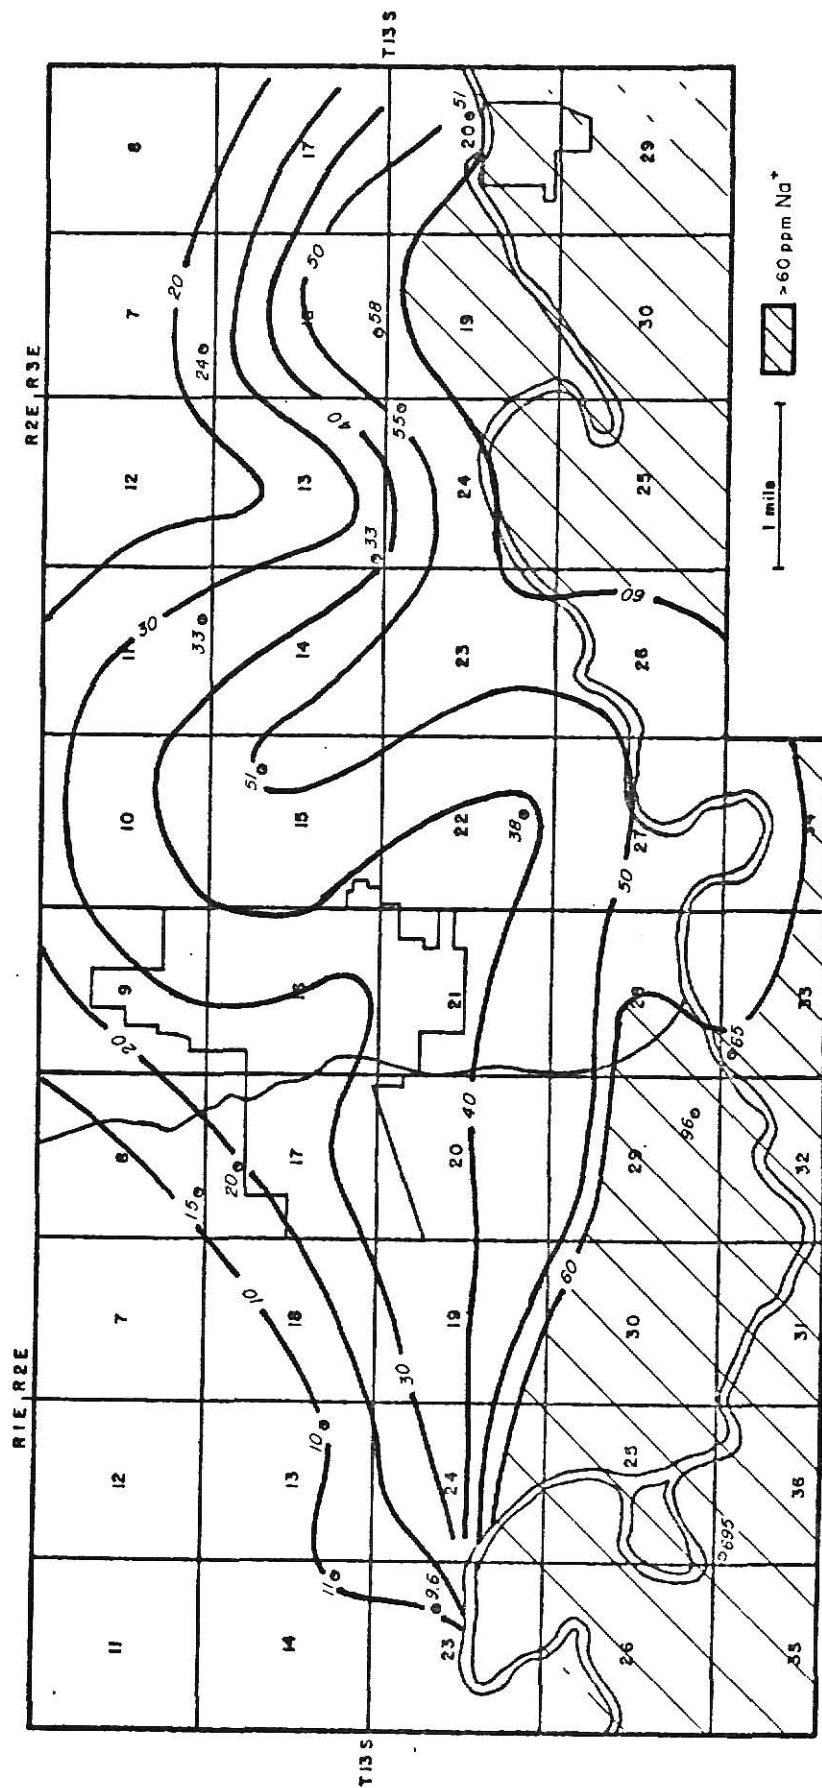 R1E R2E
R2E R3E
11 12 7 8 9 10 11 12 7 8
20 30 20
15 33 24
20
10
14 13 18 17 16 15 14 13 18 17
11 10 51 50
40
33 58
T13S
T13S
9.6 30 55
23 24 19 20 21 22 23 24 19 20 51
40 38
60 50 60
26 25 30 29 28 27 26 25 30 29
695 96 65
35 36 31 32 33 34
1 mile
>60 ppm Na+